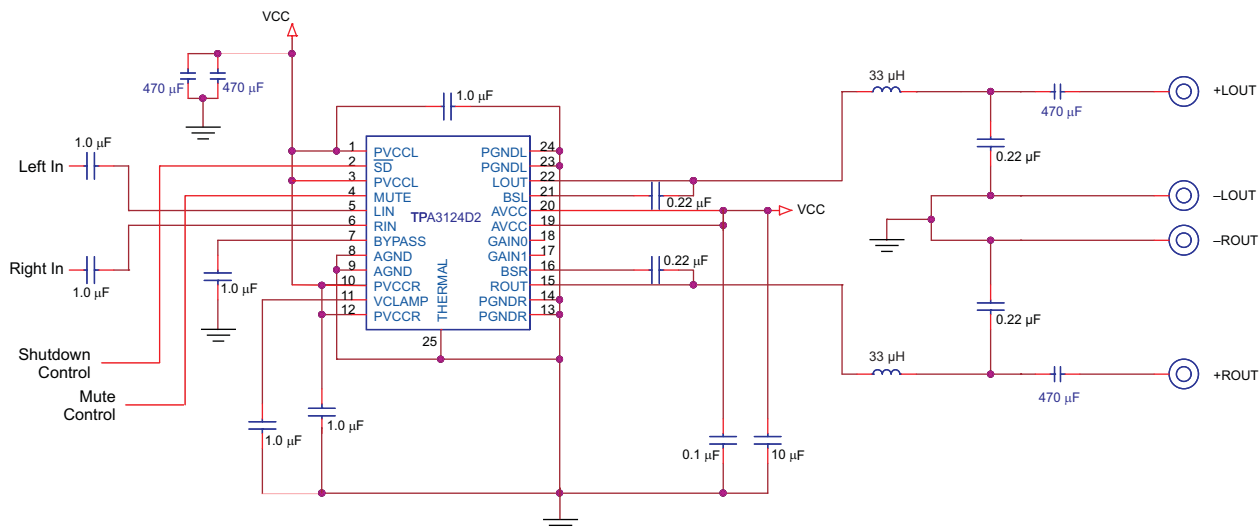 VCC
470 µF
470 µF
1.0 µF
33 µH
+LOUT
470 µF
1.0 µF
Left In
0.22 µF
1 PVCCL
PGNDL 24
2 SD
PGNDL 23
3 PVCCL
LOUT 22
4 MUTE
BSL 21
5 LIN
AVCC 20
6 RIN
AVCC 19
7 BYPASS
GAIN0 18
8 AGND
GAIN1 17
9 AGND
BSR 16
10 PVCCR
ROUT 15
11 VCLAMP
PGNDR 14
12 PVCCR
PGNDR 13
TPA3124D2
THERMAL
25
0.22 µF
VCC
–LOUT
–ROUT
0.22 µF
Right In
1.0 µF
1.0 µF
0.22 µF
Shutdown
Control
Mute
Control
33 µH
+ROUT
470 µF
1.0 µF
1.0 µF
0.1 µF
10 µF